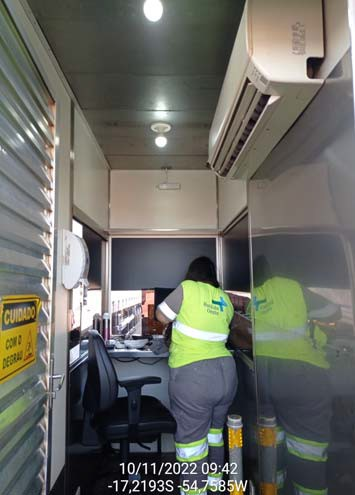 CUIDADO
COM O
DEGRAU
10/11/2022 09:42
-17,2193S -54,7585W